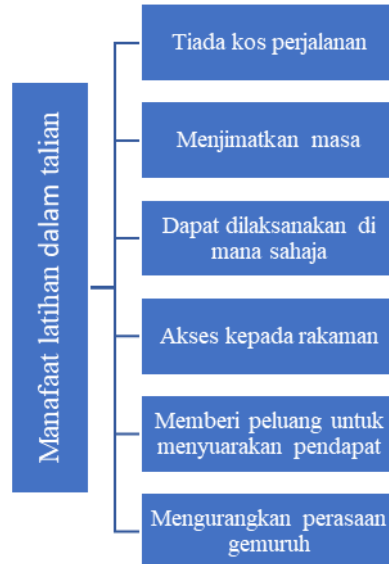 Manafaat latihan dalam talian
Tiada kos perjalanan
Menjimatkan masa
Dapat dilaksanakan di
mana sahaja
Akses kepada rakaman
Memberi peluang untuk
menyuarakan pendapat
Mengurangkan perasaan
gemuruh